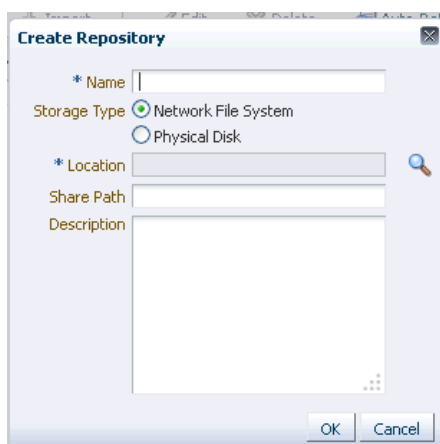 Create Repository
* Name
Storage Type Network File System
Physical Disk
* Location
Share Path
Description
OK Cancel